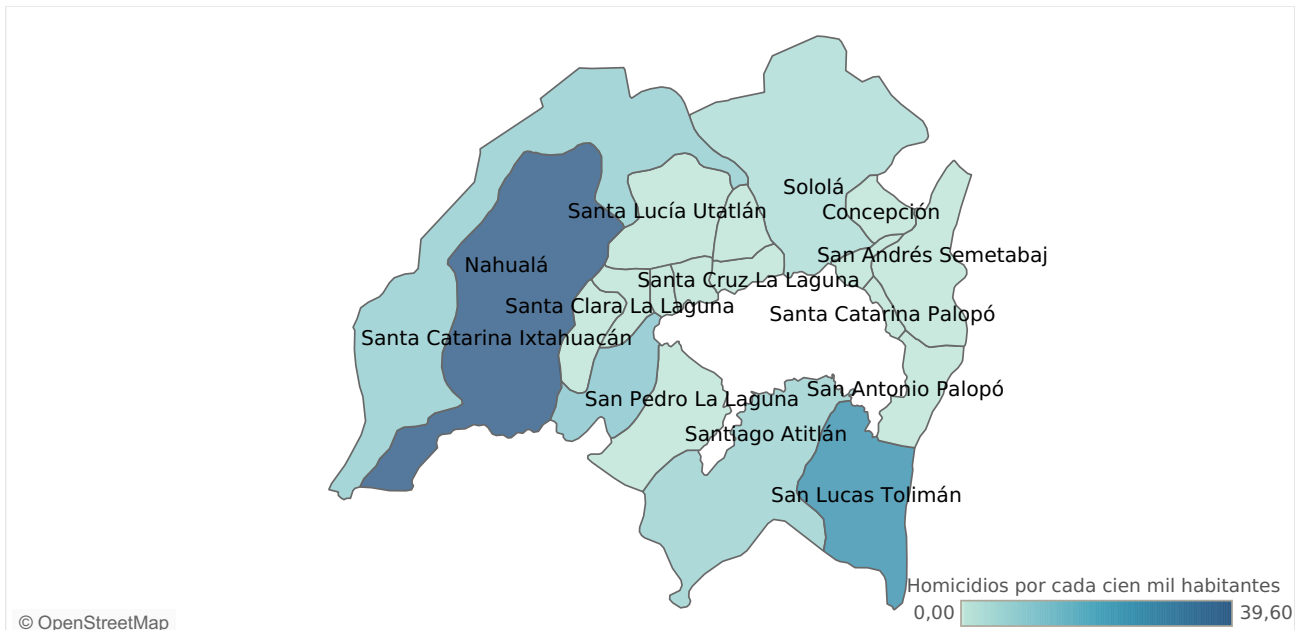 Sololá
Santa Lucía Utatlán
Concepción
San Andrés Semetabaj
Nahualá
Santa Cruz La Laguna
Santa Clara La Laguna
Santa Catarina Palopó
Santa Catarina Ixtahuacán
San Antonio Palopó
San Pedro La Laguna
Santiago Atitlán
San Lucas Tolimán
Homicidios por cada cien mil habitantes
0,00 39,60
© OpenStreetMap